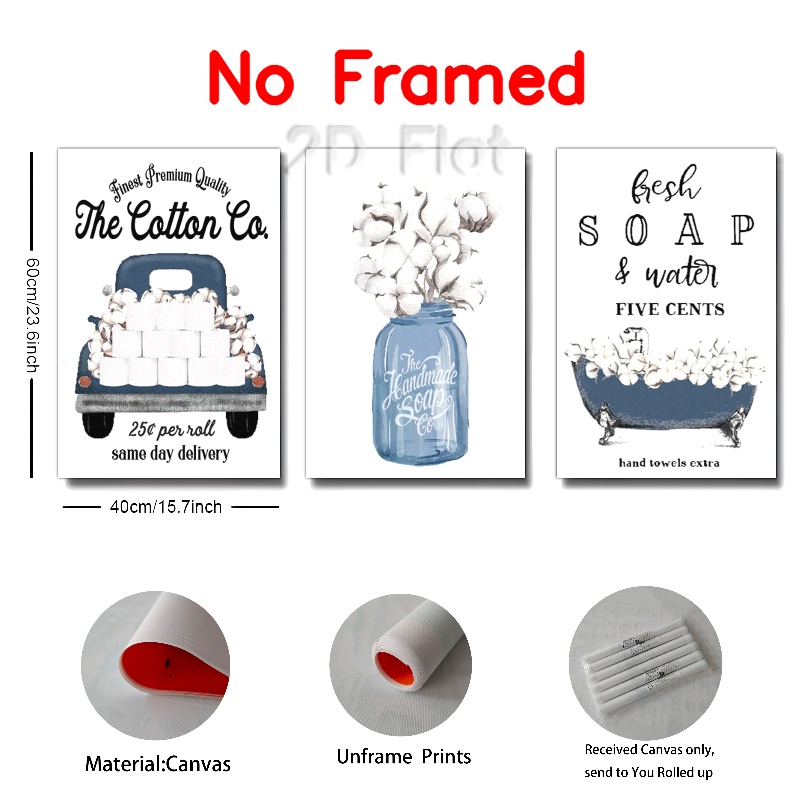 No Framed
2D Flat
Finest Premium Quality
The Cotton Co.
25¢ per roll
same day delivery
The
Handmade
Soap
Co
fresh
SOAP
& water
FIVE CENTS
hand towels extra
60cm/23.6inch
40cm/15.7inch
Material:Canvas
Unframe Prints
Received Canvas only,
send to You Rolled up